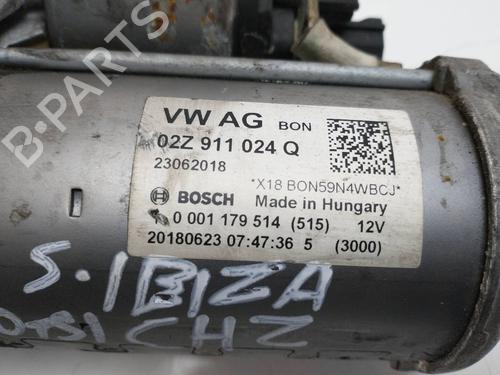 VW AG BON
02Z 911 024 Q
23062018
*X18 BON59N4WBCJ*
BOSCH Made in Hungary
0 001 179 514 (515) 12V
20180623 07:47:36 5 (3000)
S.IBIZA
CHZ
B-Parts